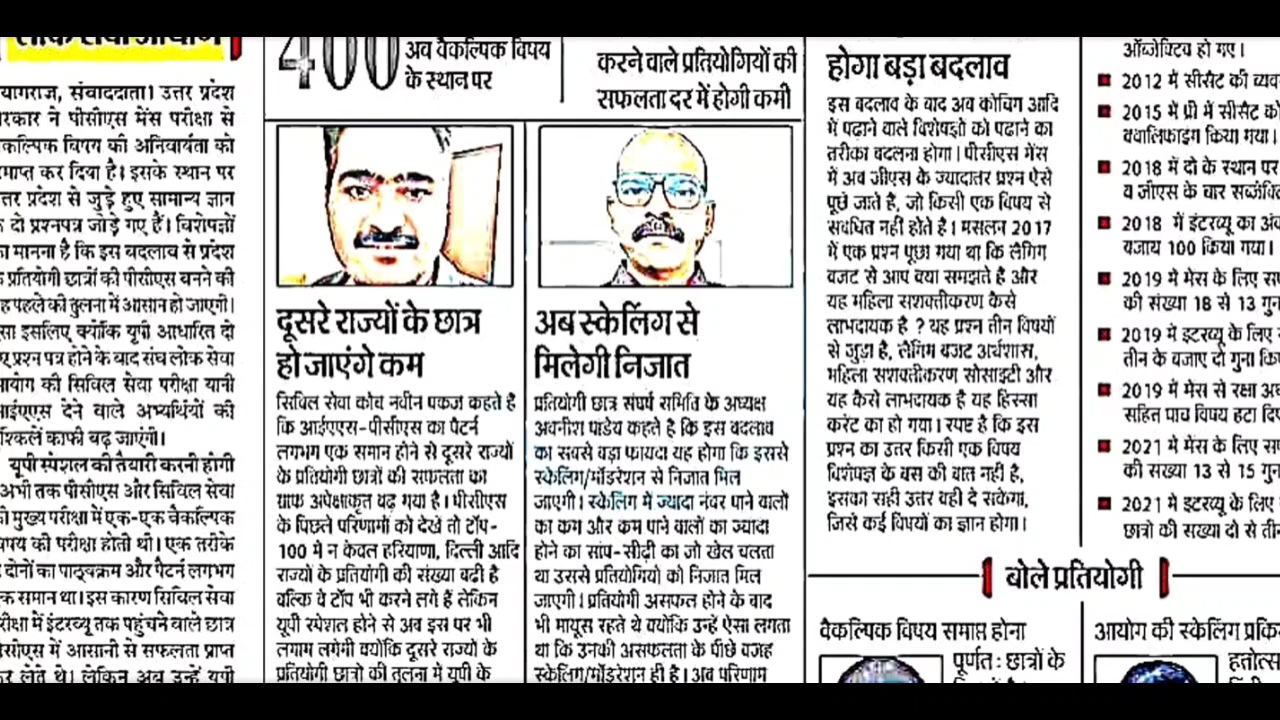 लोक सेवा आयोग
यागराज, संवाददाता। उत्तर प्रदेश
रकार ने पीसीएस मेंस परीक्षा से
कल्पिक विषय की अनिवार्यता को
माप्त कर दिया है। इसके स्थान पर
त्तर प्रदेश से जुड़े हुए सामान्य ज्ञान
दो प्रश्नपत्र जोड़े गए हैं। विशेषज्ञों
का मानना है कि इस बदलाव से प्रदेश
प्रतियोगी छात्रों की पीसीएस बनने की
ह पहले की तुलना में आसान हो जाएगी।
सा इसलिए क्योंकि यूपी आधारित दो
प्रश्न पत्र होने के बाद संघ लोक सेवा
आयोग की सिविल सेवा परीक्षा यानी
आईएएस देने वाले अभ्यर्थियों की
श्किलें काफी बढ़ जाएंगी।
यूपी स्पेशल की तैयारी करनी होगी
अभी तक पीसीएस और सिविल सेवा
की मुख्य परीक्षा में एक-एक वैकल्पिक
षय की परीक्षा होती थी। एक तरीके
दोनों का पाठ्यक्रम और पैटर्न लगभग
क समान था। इस कारण सिविल सेवा
रीक्षा में इंटरव्यू तक पहुंचने वाले छात्र
सीएस में आसानी से सफलता प्राप्त
कर लेते थे। लेकिन अब उन्हें यूपी
400
अब वैकल्पिक विषय
के स्थान पर
करने वाले प्रतियोगियों की
सफलता दर में होगी कमी
दूसरे राज्यों के छात्र
हो जाएंगे कम
सिविल सेवा कोच नवीन पंकज कहते हैं
कि आईएएस-पीसीएस का पैटर्न
लगभग एक समान होने से दूसरे राज्यों
के प्रतियोगी छात्रों की सफलता का
ग्राफ अपेक्षाकृत बढ़ गया है। पीसीएस
के पिछले परिणामों को देखें तो टॉप-
100 में न केवल हरियाणा, दिल्ली आदि
राज्यों के प्रतियोगी की संख्या बढ़ी है
बल्कि वे टॉप भी करने लगे हैं लेकिन
यूपी स्पेशल होने से अब इस पर भी
लगाम लगेगी क्योंकि दूसरे राज्यों के
प्रतियोगी छात्रों की तुलना में यूपी के
अब स्केलिंग से
मिलेगी निजात
प्रतियोगी छात्र संघर्ष समिति के अध्यक्ष
अवनीश पांडेय कहते हैं कि इस बदलाव
का सबसे बड़ा फायदा यह होगा कि इससे
स्केलिंग/मॉडरेशन से निजात मिल
जाएगी। स्केलिंग में ज्यादा नंबर पाने वालों
का कम और कम पाने वालों का ज्यादा
होने का सांप-सीढ़ी का जो खेल चलता
था उससे प्रतियोगियों को निजात मिल
जाएगी। प्रतियोगी असफल होने के बाद
भी मायूस रहते थे क्योंकि उन्हें ऐसा लगता
था कि उनकी असफलता के पीछे वजह
स्केलिंग/मॉडरेशन ही है। अब परिणाम
होगा बड़ा बदलाव
इस बदलाव के बाद अब कोचिंग आदि
में पढ़ाने वाले विशेषज्ञों को पढ़ाने का
तरीका बदलना होगा। पीसीएस मेंस
में अब जीएस के ज्यादातर प्रश्न ऐसे
पूछे जाते हैं, जो किसी एक विषय से
संबंधित नहीं होते है। मसलन 2017
में एक प्रश्न पूछा गया था कि लैंगिग
बजट से आप क्या समझते हैं और
यह महिला सशक्तीकरण कैसे
लाभदायक है ? यह प्रश्न तीन विषयों
से जुड़ा है, लैंगिग बजट अर्थशास,
महिला सशक्तीकरण सोसाइटी और
यह कैसे लाभदायक है यह हिस्सा
करंट का हो गया। स्पष्ट है कि इस
प्रश्न का उत्तर किसी एक विषय
विशेषज्ञ के बस की बात नहीं है,
इसका सही उत्तर वही दे सकेगा,
जिसे कई विषयों का ज्ञान होगा।
ऑब्जेक्टिव हो गए।
2012 में सीसैट की व्यव
2015 में प्री में सीसैट को
क्वालिफाइंग किया गया।
2018 में दो के स्थान पर
व जीएस के चार सब्जेक्टि
2018 में इंटरव्यू का अंक
बजाय 100 किया गया।
2019 में मेंस के लिए सफ
की संख्या 18 से 13 गुन
2019 में इंटरव्यू के लिए
तीन के बजाए दो गुना किए
2019 में मेंस से रक्षा अध
सहित पांच विषय हटा दिए
2021 में मेंस के लिए सफ
की संख्या 13 से 15 गुन
2021 में इंटरव्यू के लिए
छात्रों की संख्या दो से तीन
बोले प्रतियोगी
वैकल्पिक विषय समाप्त होना
पूर्णत: छात्रों के
आयोग की स्केलिंग प्रक्रि
हतोत्सा